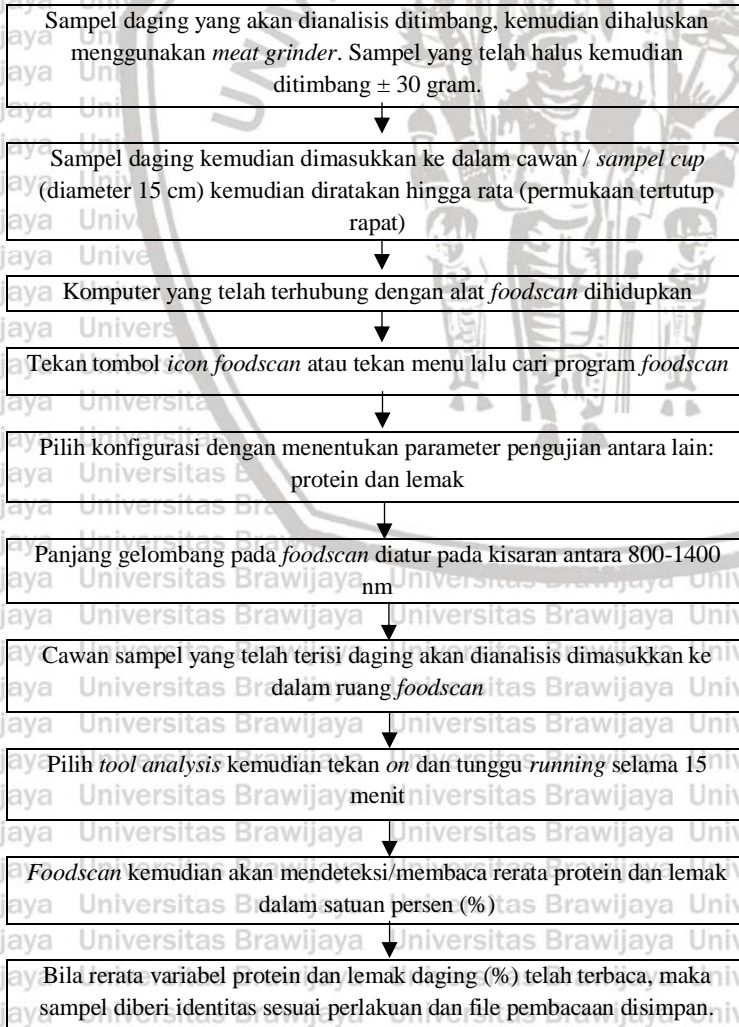 Sampel daging yang akan dianalisis ditimbang, kemudian dihaluskan
menggunakan meat grinder. Sampel yang telah halus kemudian
ditimbang ± 30 gram.
Sampel daging kemudian dimasukkan ke dalam cawan / sampel cup
(diameter 15 cm) kemudian diratakan hingga rata (permukaan tertutup
rapat)
Komputer yang telah terhubung dengan alat foodscan dihidupkan
Tekan tombol icon foodscan atau tekan menu lalu cari program foodscan
Pilih konfigurasi dengan menentukan parameter pengujian antara lain:
protein dan lemak
Panjang gelombang pada foodscan diatur pada kisaran antara 800-1400
nm
Cawan sampel yang telah terisi daging akan dianalisis dimasukkan ke
dalam ruang foodscan
Pilih tool analysis kemudian tekan on dan tunggu running selama 15
menit
Foodscan kemudian akan mendeteksi/membaca rerata protein dan lemak
dalam satuan persen (%)
Bila rerata variabel protein dan lemak daging (%) telah terbaca, maka
sampel diberi identitas sesuai perlakuan dan file pembacaan disimpan.